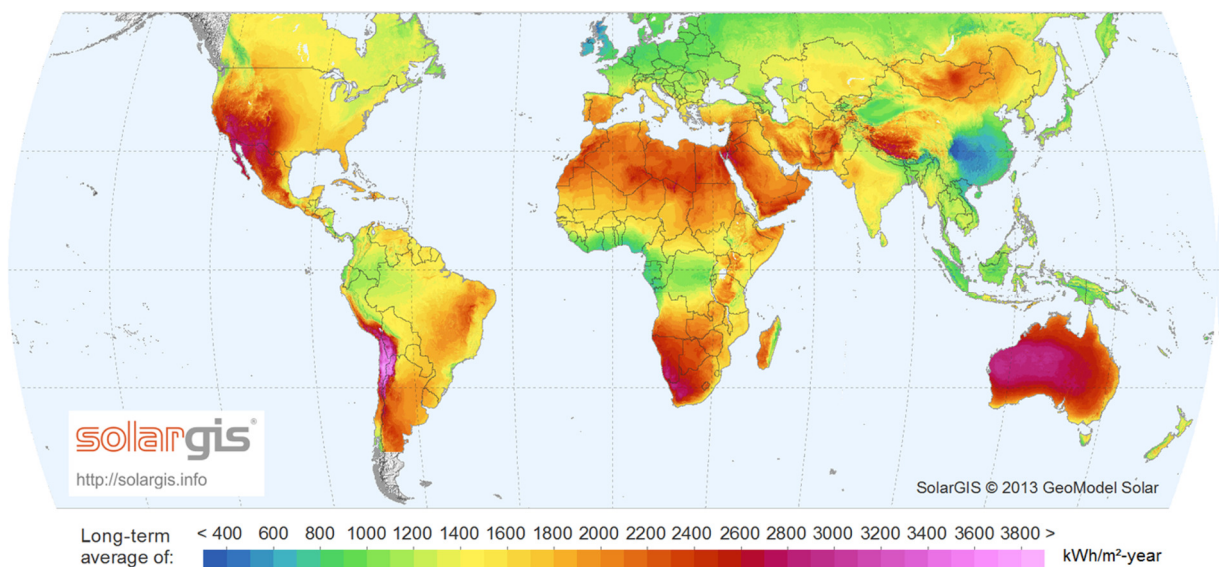 solargis®
http://solargis.info
SolarGIS © 2013 GeoModel Solar
Long-term average of:
< 400 600 800 1000 1200 1400 1600 1800 2000 2200 2400 2600 2800 3000 3200 3400 3600 3800 >
kWh/m²-year